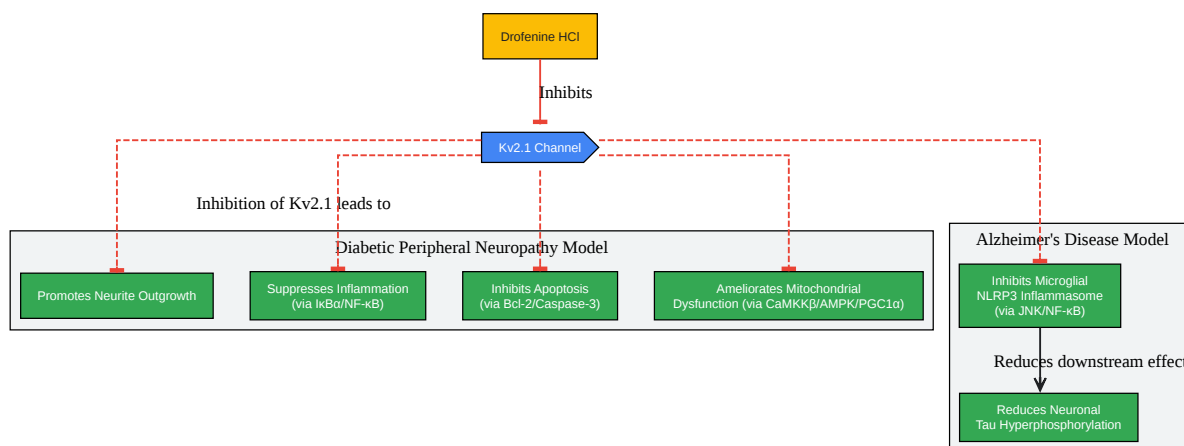 Drofenine HCl
Inhibits
Kv2.1 Channel
Inhibition of Kv2.1 leads to
Diabetic Peripheral Neuropathy Model
Promotes Neurite Outgrowth
Suppresses Inflammation
(via IκBα/NF-κB)
Inhibits Apoptosis
(via Bcl-2/Caspase-3)
Ameliorates Mitochondrial
Dysfunction (via CaMKKβ/AMPK/PGC1α)
Alzheimer's Disease Model
Inhibits Microglial
NLRP3 Inflammasome
(via JNK/NF-κB)
Reduces downstream effect
Reduces Neuronal
Tau Hyperphosphorylation